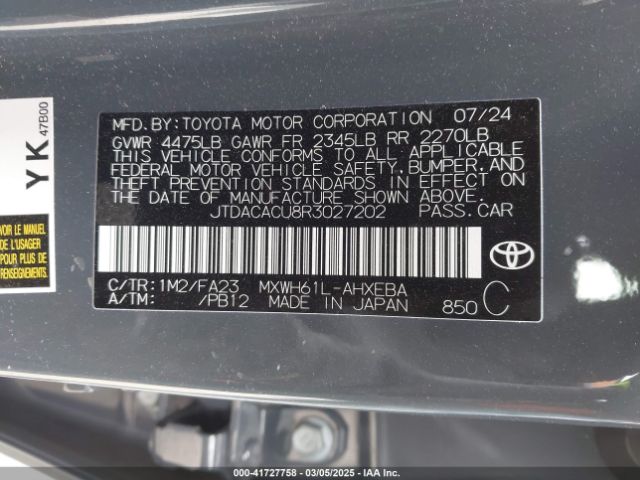 YK
47B00
VOIR LE MANUEL
DE L'USAGER
POUR PLUS DE
MFD.BY:TOYOTA MOTOR CORPORATION 07/24
GVWR 4475LB GAWR FR 2345LB RR 2270LB
THIS VEHICLE CONFORMS TO ALL APPLICABLE
FEDERAL MOTOR VEHICLE SAFETY,BUMPER,AND
THEFT PREVENTION STANDARDS IN EFFECT ON
THE DATE OF MANUFACTURE SHOWN ABOVE.
JTDACACU8R3027202 PASS.CAR
C/TR:1M2/FA23 MXWH61L-AHXEBA
A/TM: /PB12 MADE IN JAPAN 850 C
000-41727758 — 03/05/2025 — IAA, Inc.